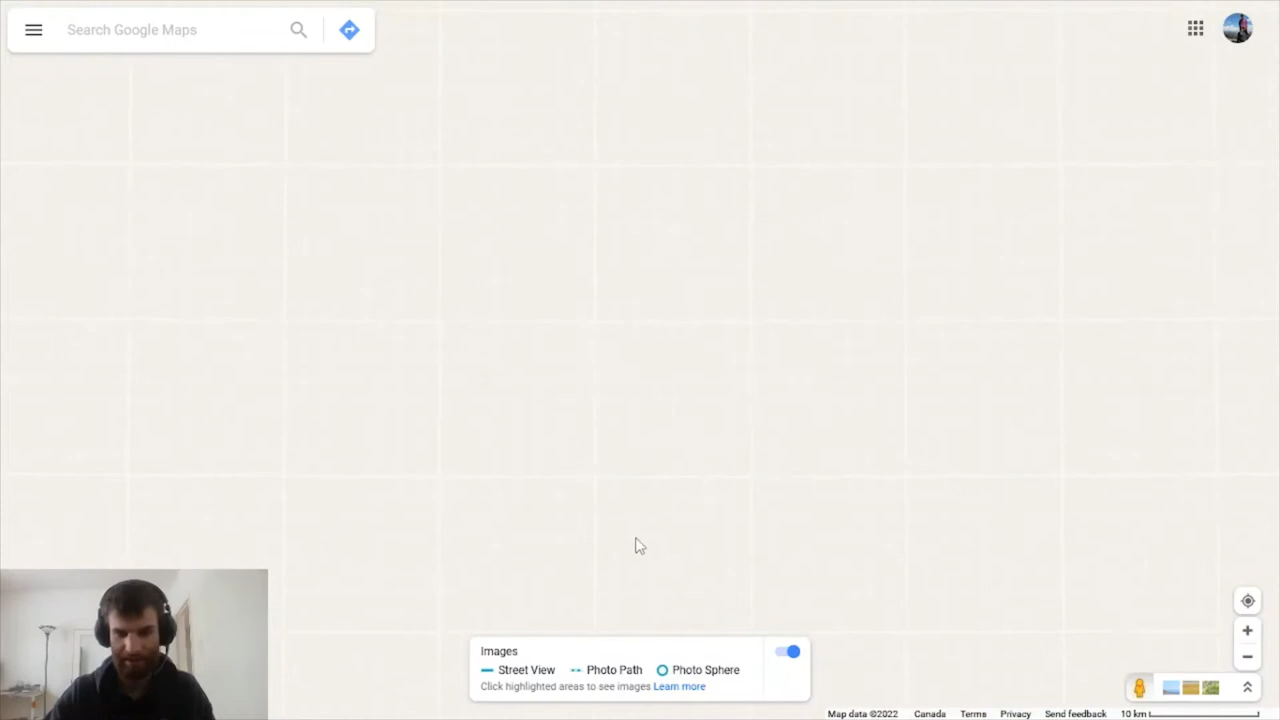 Search Google Maps
Images
Street View Photo Path Photo Sphere
Click highlighted areas to see images Learn more
Map data ©2022 Canada Terms Privacy Send feedback 10 km